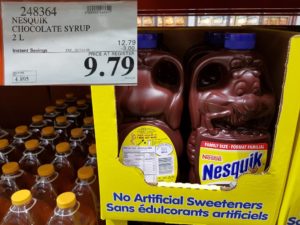 248364
NESQUIK
CHOCOLATE SYRUP
2 L
12.79
Instant Savings
3.00
PRICE AT REGISTER
9.79
FAMILY SIZE • FORMAT FAMILIAL
Nestlé
Nesquik
No Artificial Sweeteners
Sans édulcorants artificiels